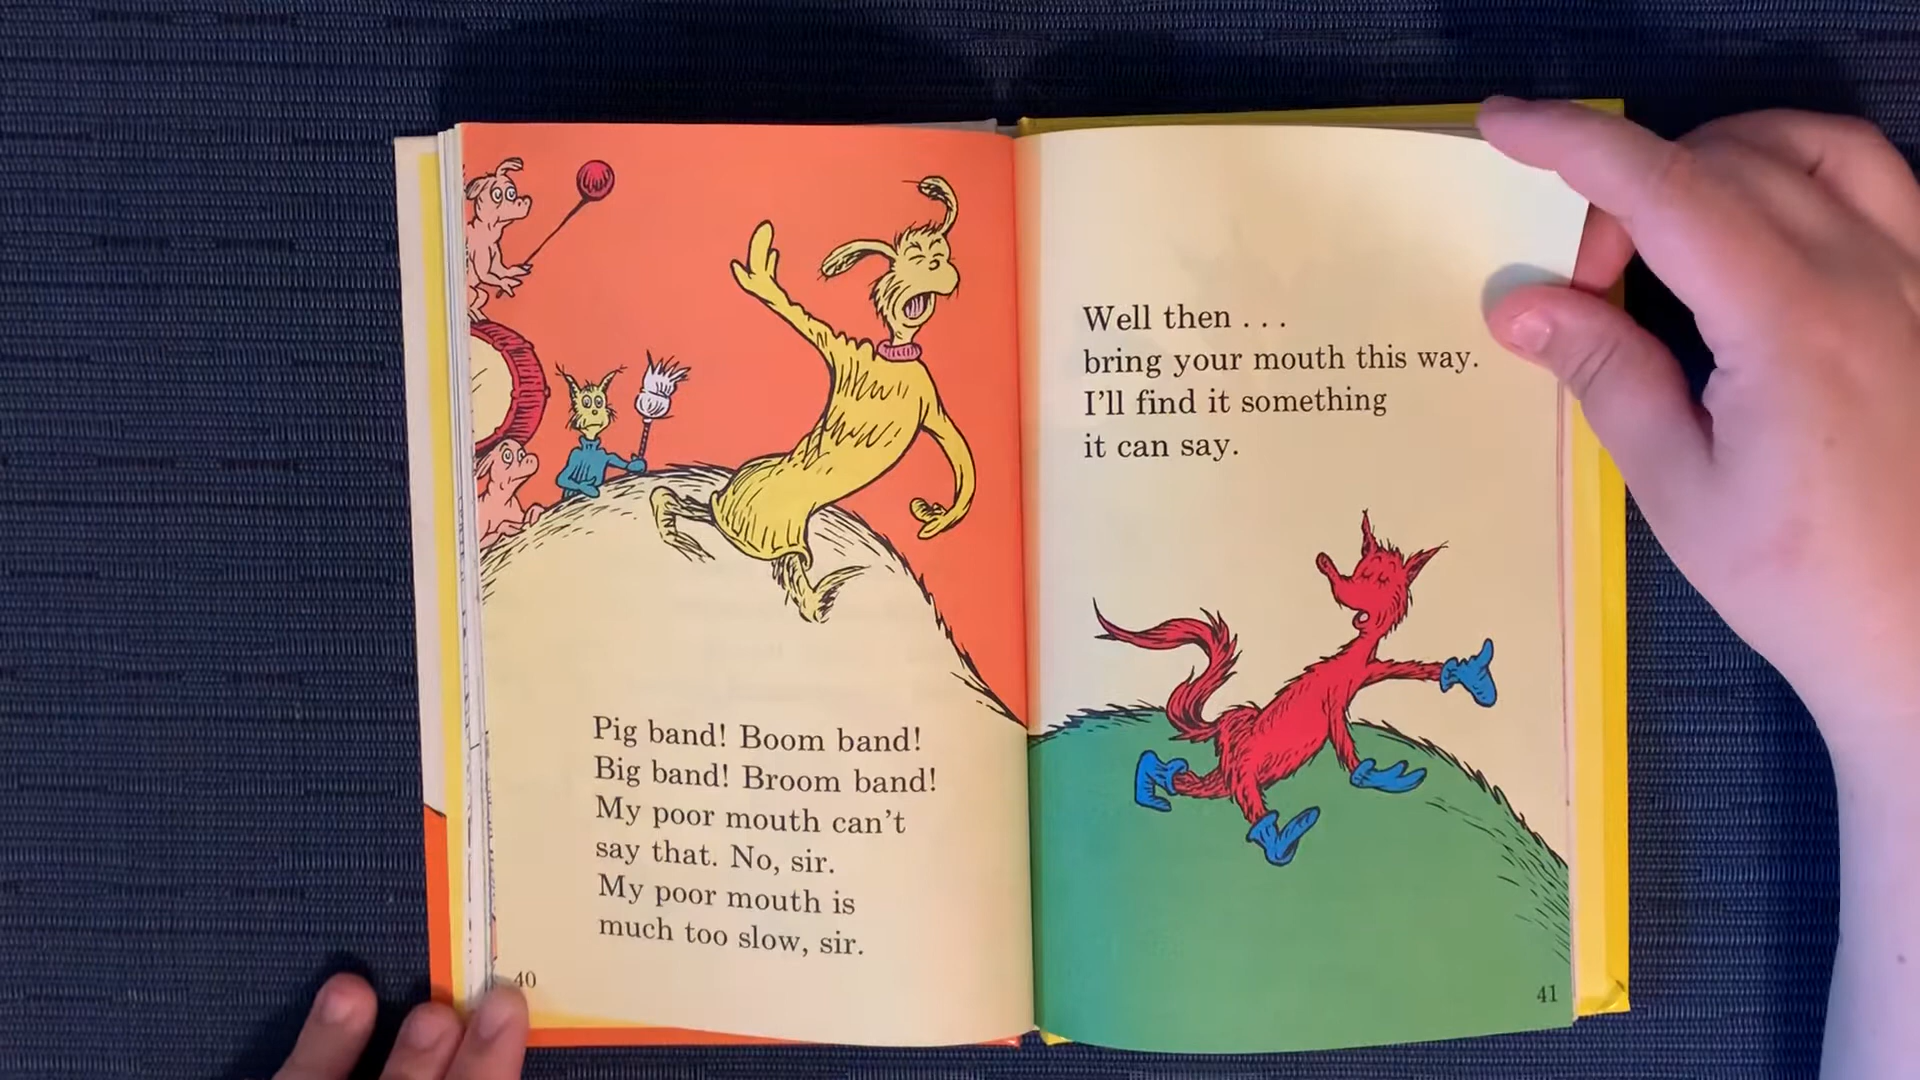 Pig band! Boom band!
Big band! Broom band!
My poor mouth can't
say that. No, sir.
My poor mouth is
much too slow, sir.
40
Well then . . .
bring your mouth this way.
I'll find it something
it can say.
41